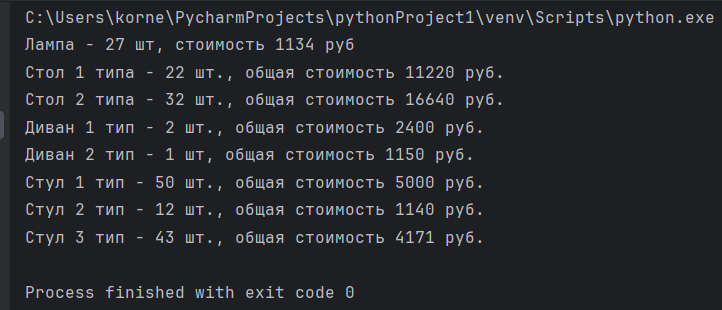 C:\Users\korne\PycharmProjects\pythonProject1\venv\Scripts\python.exe
Лампа - 27 шт, стоимость 1134 руб
Стол 1 типа - 22 шт., общая стоимость 11220 руб.
Стол 2 типа - 32 шт., общая стоимость 16640 руб.
Диван 1 тип - 2 шт., общая стоимость 2400 руб.
Диван 2 тип - 1 шт, общая стоимость 1150 руб.
Стул 1 тип - 50 шт., общая стоимость 5000 руб.
Стул 2 тип - 12 шт., общая стоимость 1140 руб.
Стул 3 тип - 43 шт., общая стоимость 4171 руб.
Process finished with exit code 0